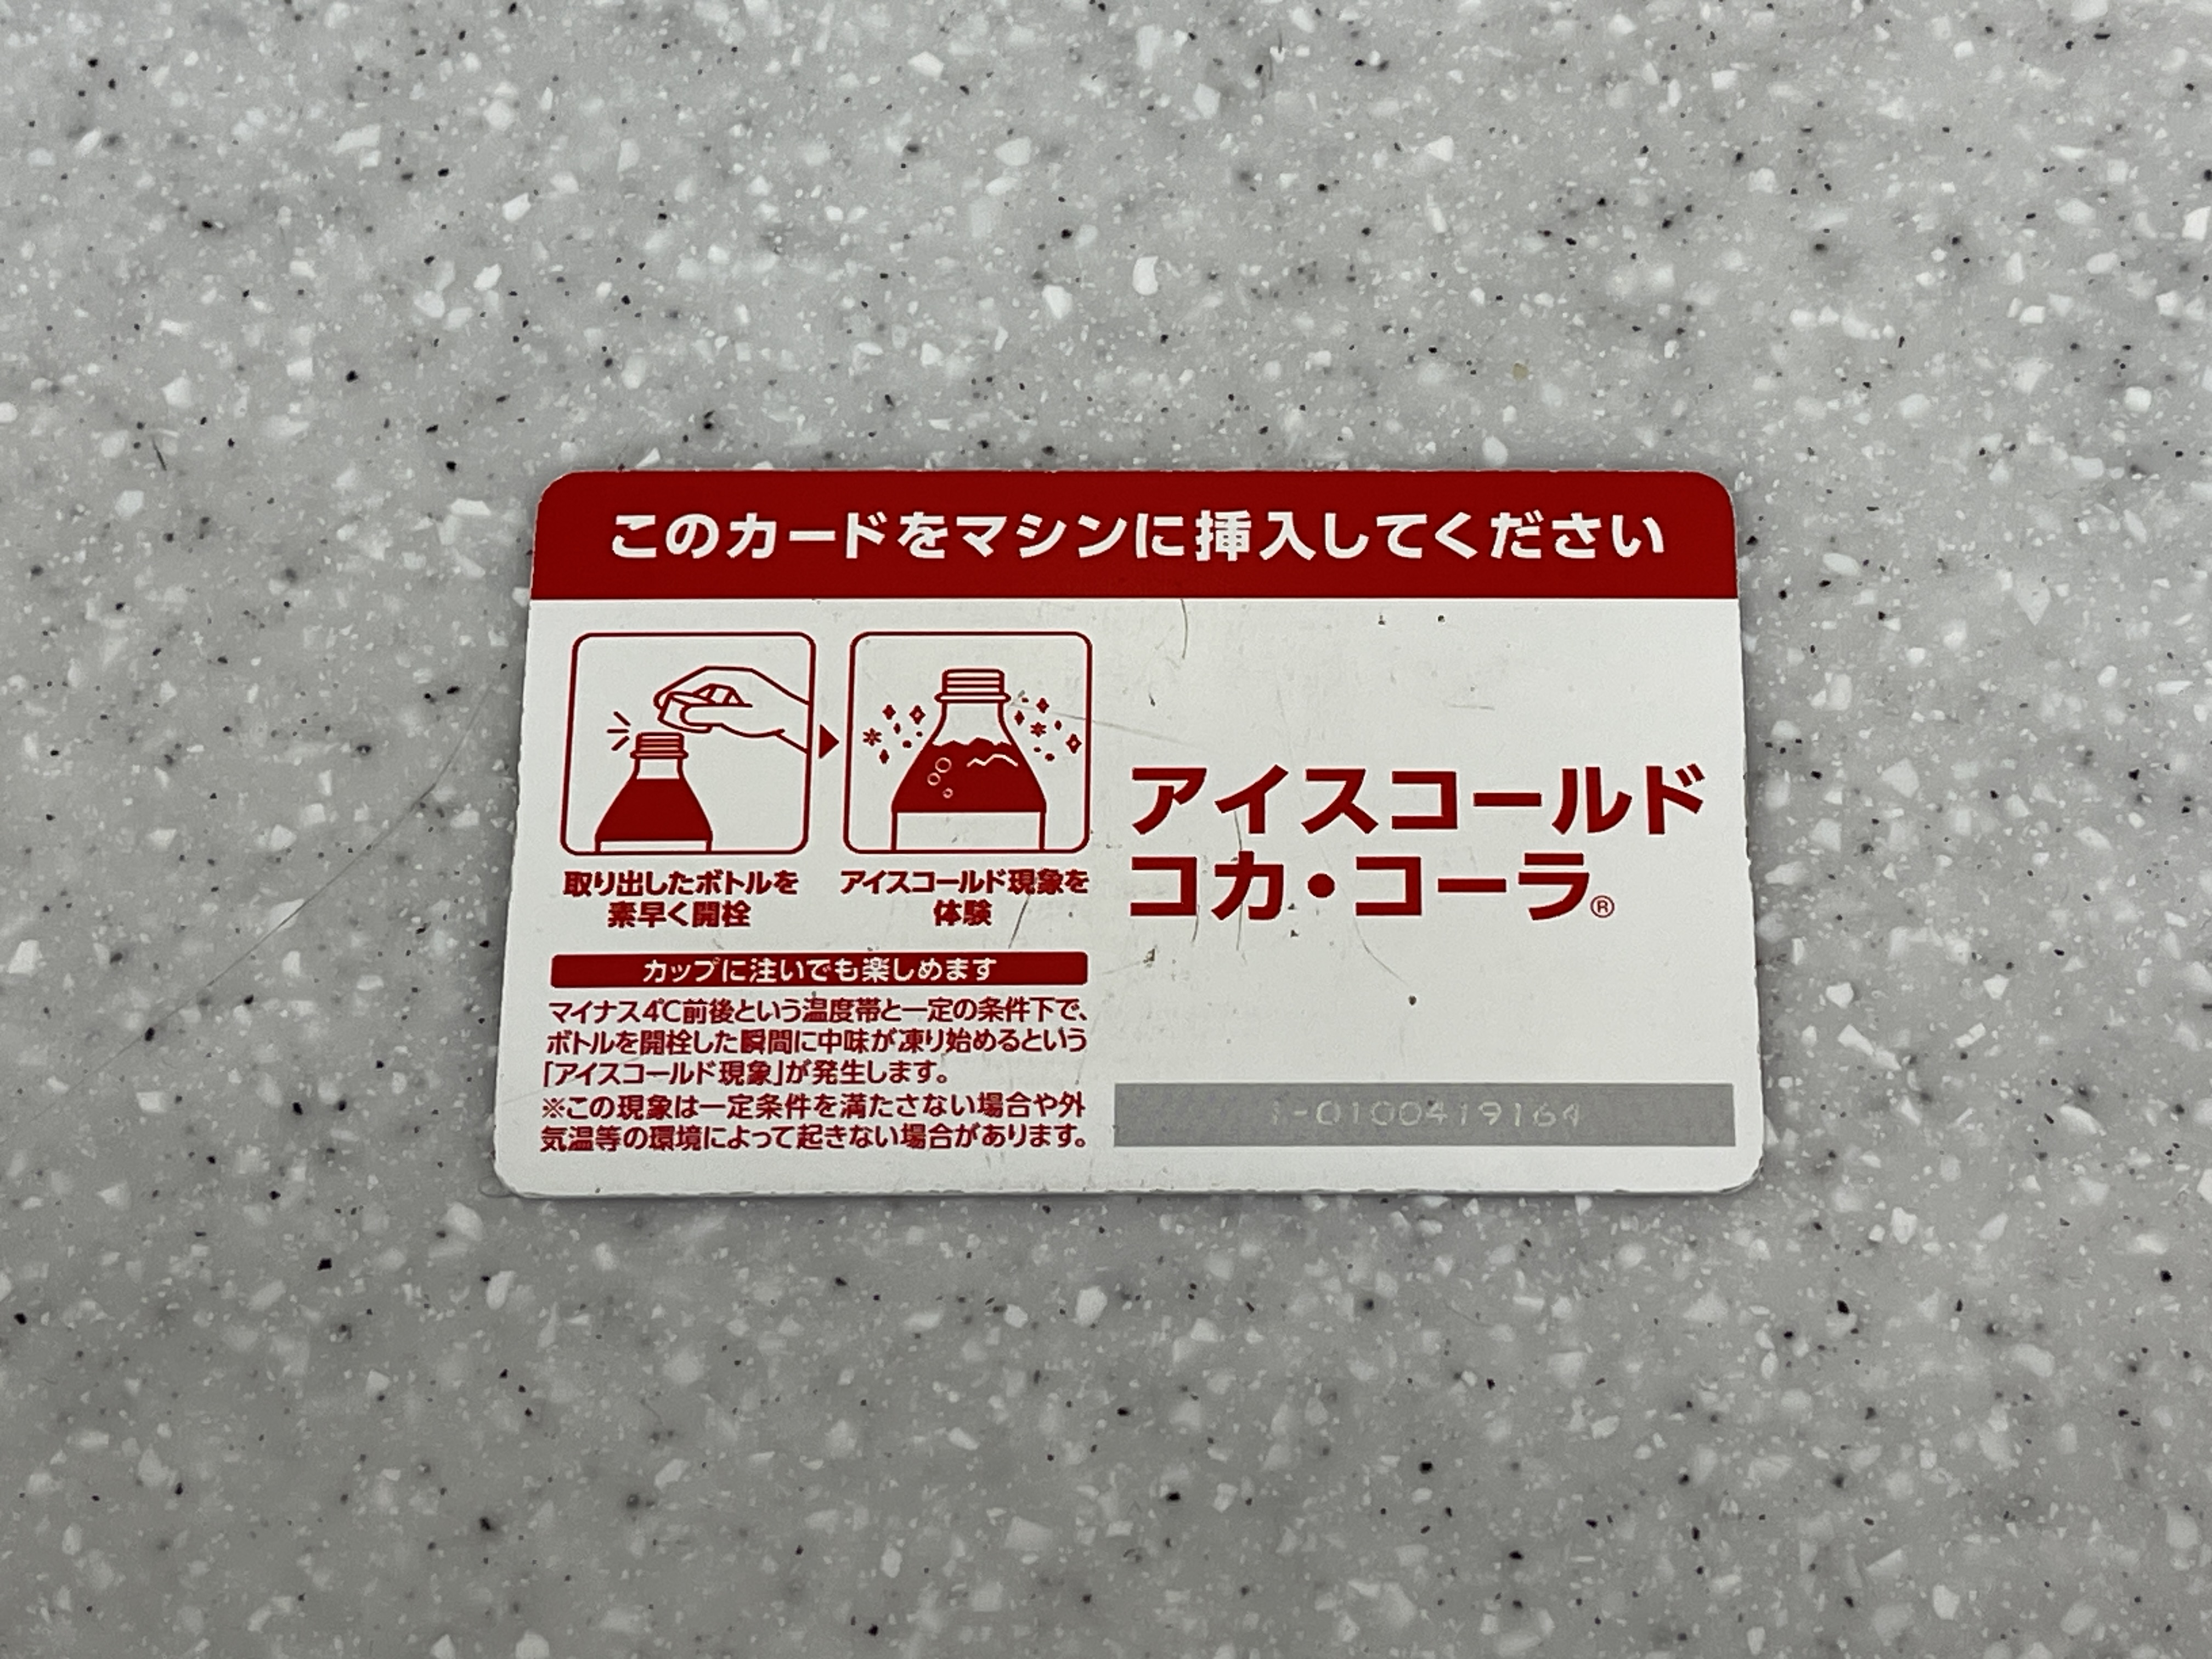 このカードをマシンに挿入してください
取り出したボトルを
素早く開栓
アイスコールド現象を
体験
カップに注いでも楽しめます
マイナス4℃前後という温度帯と一定の条件下で、
ボトルを開栓した瞬間に中味が凍り始めるという
「アイスコールド現象」が発生します。
※この現象は一定条件を満たさない場合や外
気温等の環境によって起きない場合があります。
アイスコールド
コカ・コーラ®
-0100419164